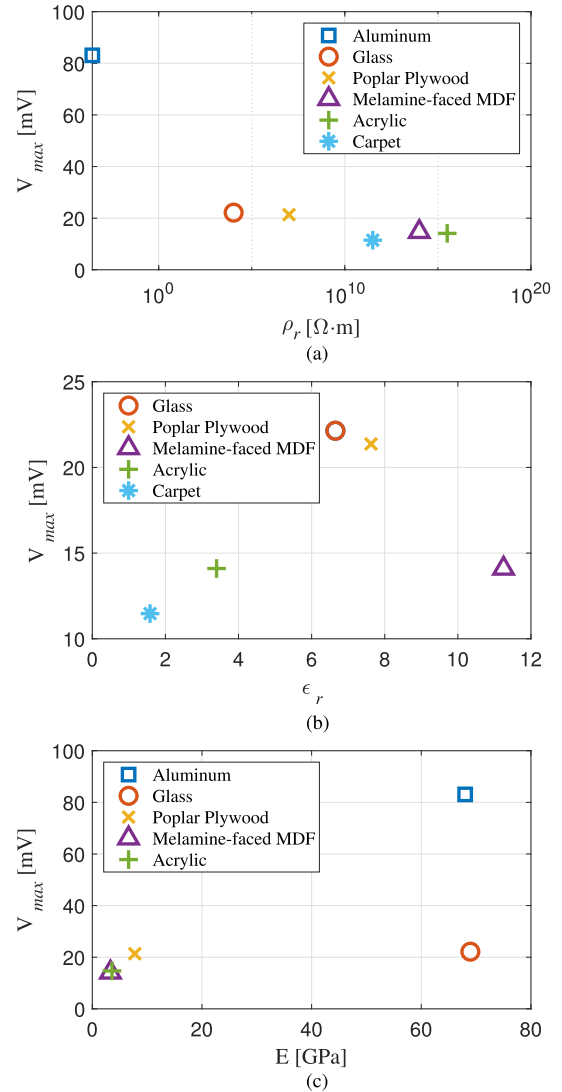 100
80
60
40
20
0
V_max [mV]
Aluminum
Glass
Poplar Plywood
Melamine-faced MDF
Acrylic
Carpet
10^0 10^10 10^20
ρ_r [Ω·m]
(a)
25
20
15
10
V_max [mV]
Glass
Poplar Plywood
Melamine-faced MDF
Acrylic
Carpet
0 2 4 6 8 10 12
ϵ_r
(b)
100
80
60
40
20
0
V_max [mV]
Aluminum
Glass
Poplar Plywood
Melamine-faced MDF
Acrylic
0 20 40 60 80
E [GPa]
(c)